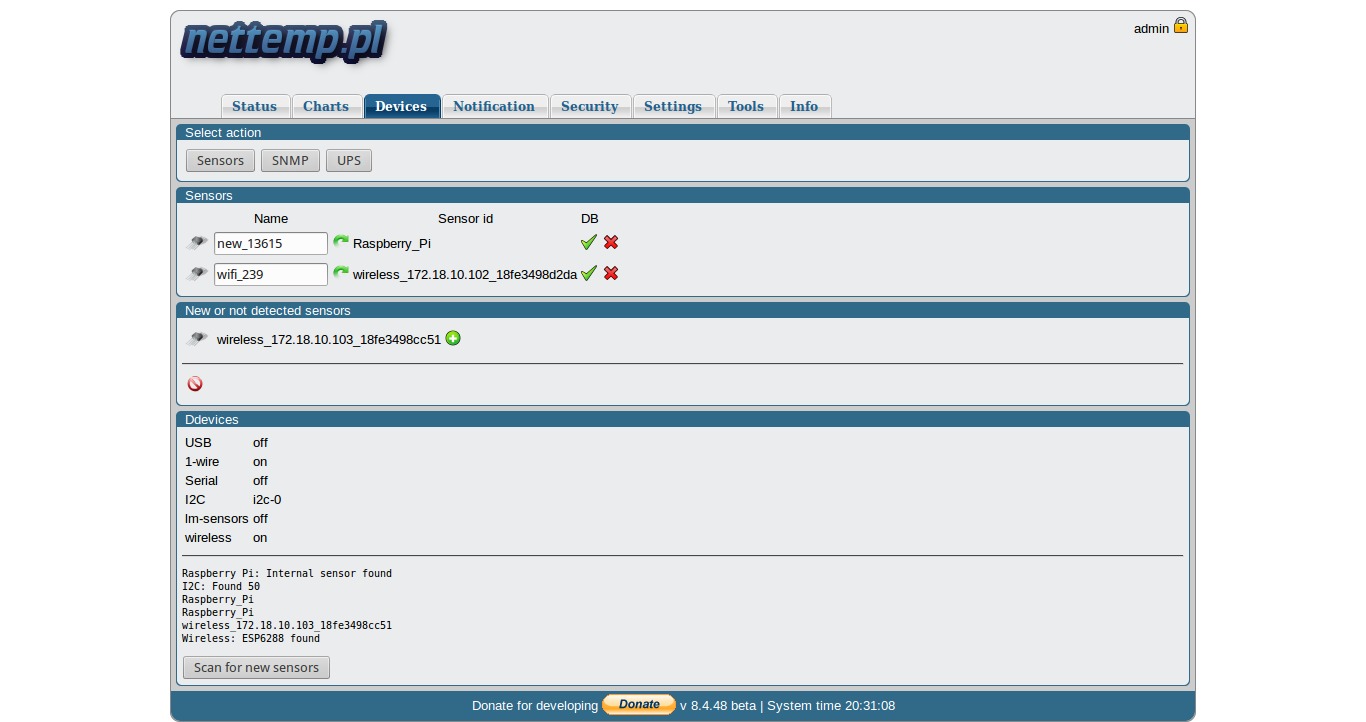 nettemp.pl
admin
Status Charts Devices Notification Security Settings Tools Info
Select action
Sensors SNMP UPS
Sensors
Name Sensor id DB
new_13615 Raspberry_Pi
wifi_239 wireless_172.18.10.102_18fe3498d2da
New or not detected sensors
wireless_172.18.10.103_18fe3498cc51
Ddevices
USB off
1-wire on
Serial off
I2C i2c-0
lm-sensors off
wireless on
Raspberry Pi: Internal sensor found
I2C: Found 50
Raspberry_Pi
Raspberry_Pi
wireless_172.18.10.103_18fe3498cc51
Wireless: ESP6288 found
Scan for new sensors
Donate for developing Donate v 8.4.48 beta | System time 20:31:08